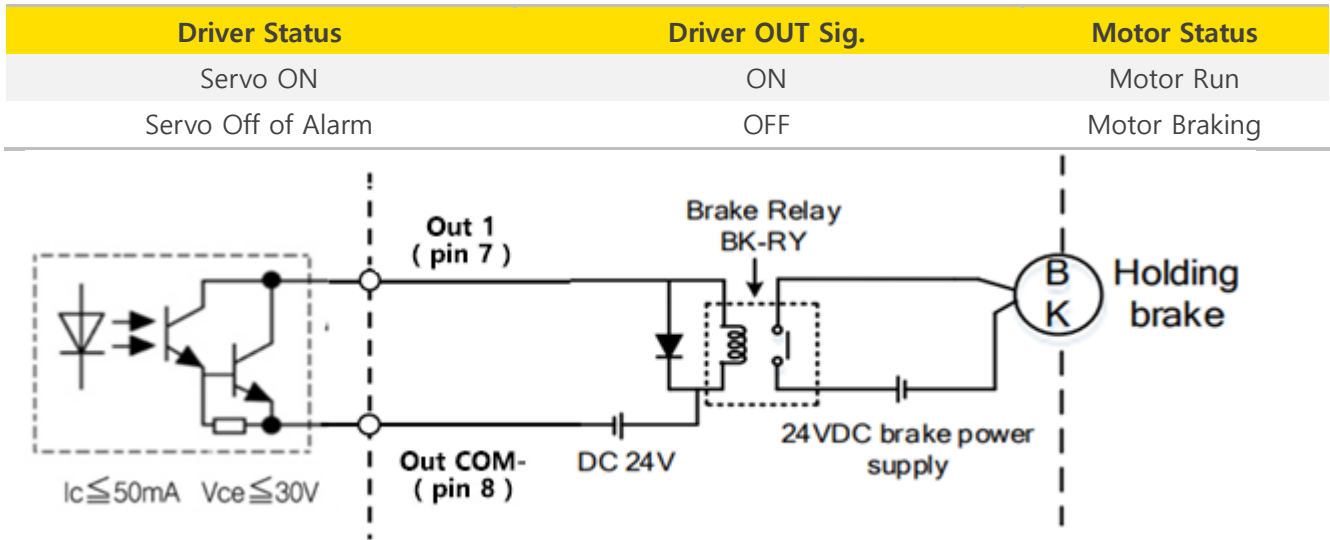 Driver Status Driver OUT Sig. Motor Status
Servo ON ON Motor Run
Servo Off of Alarm OFF Motor Braking
Out 1
( pin 7 )
Brake Relay
BK-RY
B
K
Holding
brake
Out COM-
( pin 8 )
DC 24V
24VDC brake power
supply
Ic≦50mA Vce≦30V